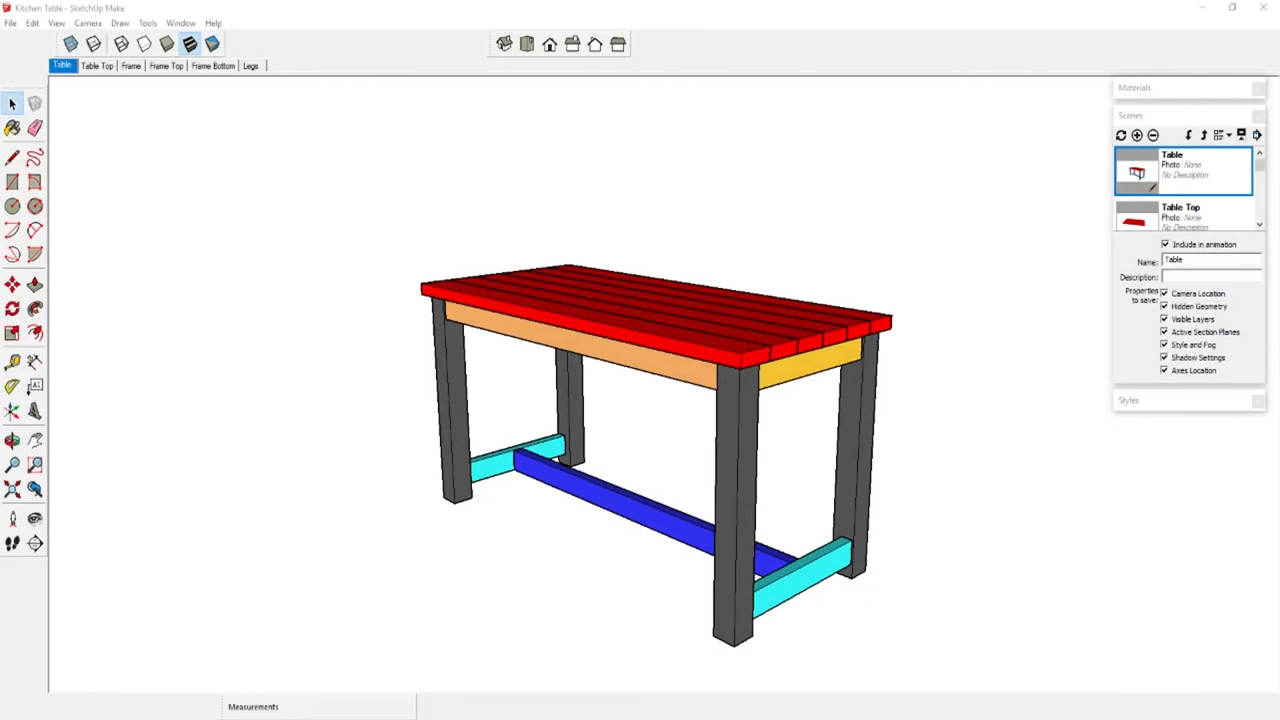 Kitchen Table - SketchUp Make
File Edit View Camera Draw Tools Window Help
Table Table Top Frame Frame Top Frame Bottom Legs
Materials
Scenes
Table
Photo: None
No Description
Table Top
Photo: None
No Description
Include in animation
Name: Table
Description:
Properties to save:
Camera Location
Hidden Geometry
Visible Layers
Active Section Planes
Style and Fog
Shadow Settings
Axes Location
Styles
Measurements